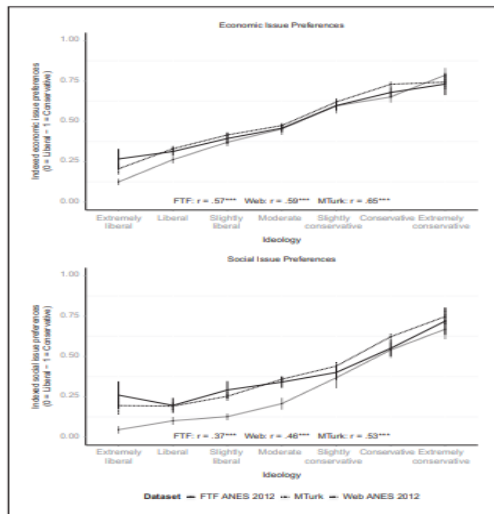 Economic Issue Preferences
1.00
0.75
0.50
0.25
0.00
Indexed economic issue preferences
(0 = Liberal – 1 = Conservative)
FTF: r = .57*** Web: r = .59*** MTurk: r = .65***
Extremely liberal
Liberal
Slightly liberal
Moderate
Slightly conservative
Conservative
Extremely conservative
Ideology
Social Issue Preferences
1.00
0.75
0.50
0.25
0.00
Indexed social issue preferences
(0 = Liberal – 1 = Conservative)
FTF: r = .37*** Web: r = .46*** MTurk: r = .53***
Extremely liberal
Liberal
Slightly liberal
Moderate
Slightly conservative
Conservative
Extremely conservative
Ideology
Dataset FTF ANES 2012 MTurk Web ANES 2012